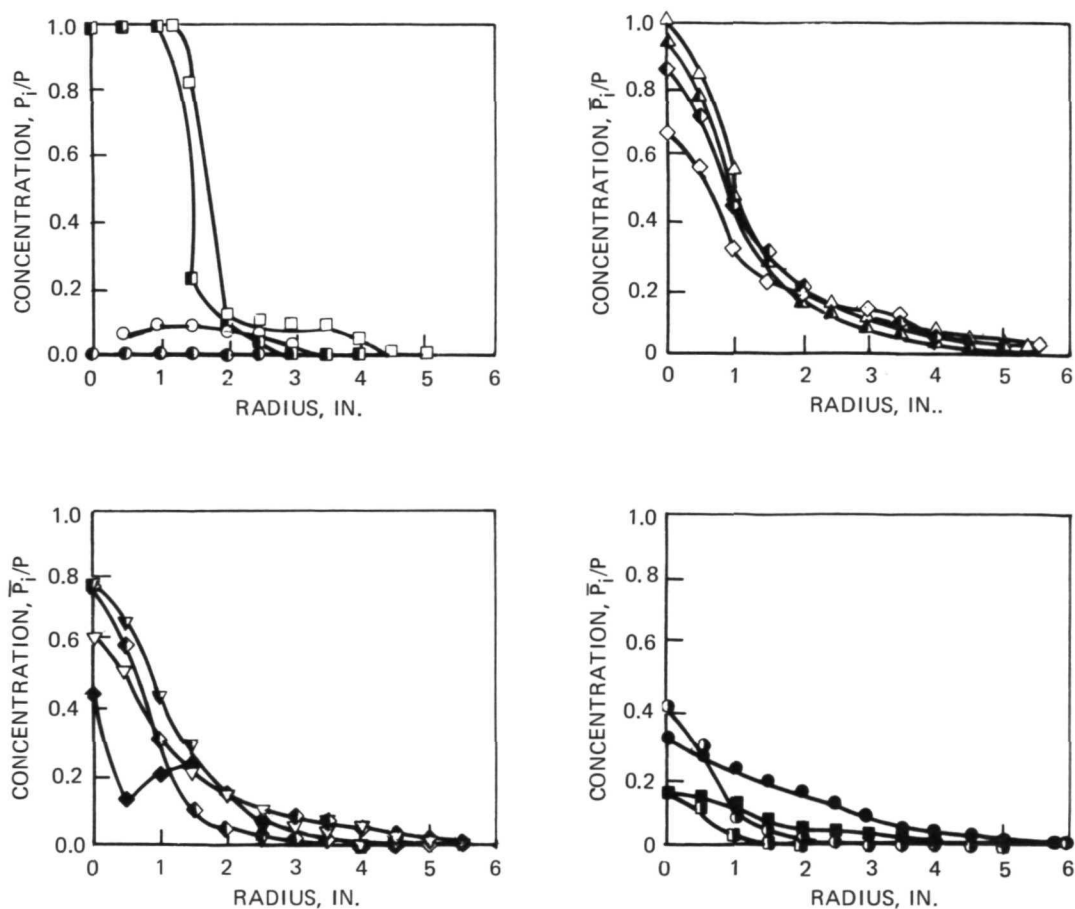 1.0
0.8
0.6
0.4
0.2
0.0
CONCENTRATION, Pi/P
0 1 2 3 4 5 6
RADIUS, IN.
1.0
0.8
0.6
0.4
0.2
0
CONCENTRATION, P̅i/P
0 1 2 3 4 5 6
RADIUS, IN..
1.0
0.8
0.6
0.4
0.2
0.0
CONCENTRATION, P̅i/P
0 1 2 3 4 5 6
RADIUS, IN.
1.0
0.8
0.6
0.4
0.2
0.0
CONCENTRATION, P̅i/P
0 1 2 3 4 5 6
RADIUS, IN.